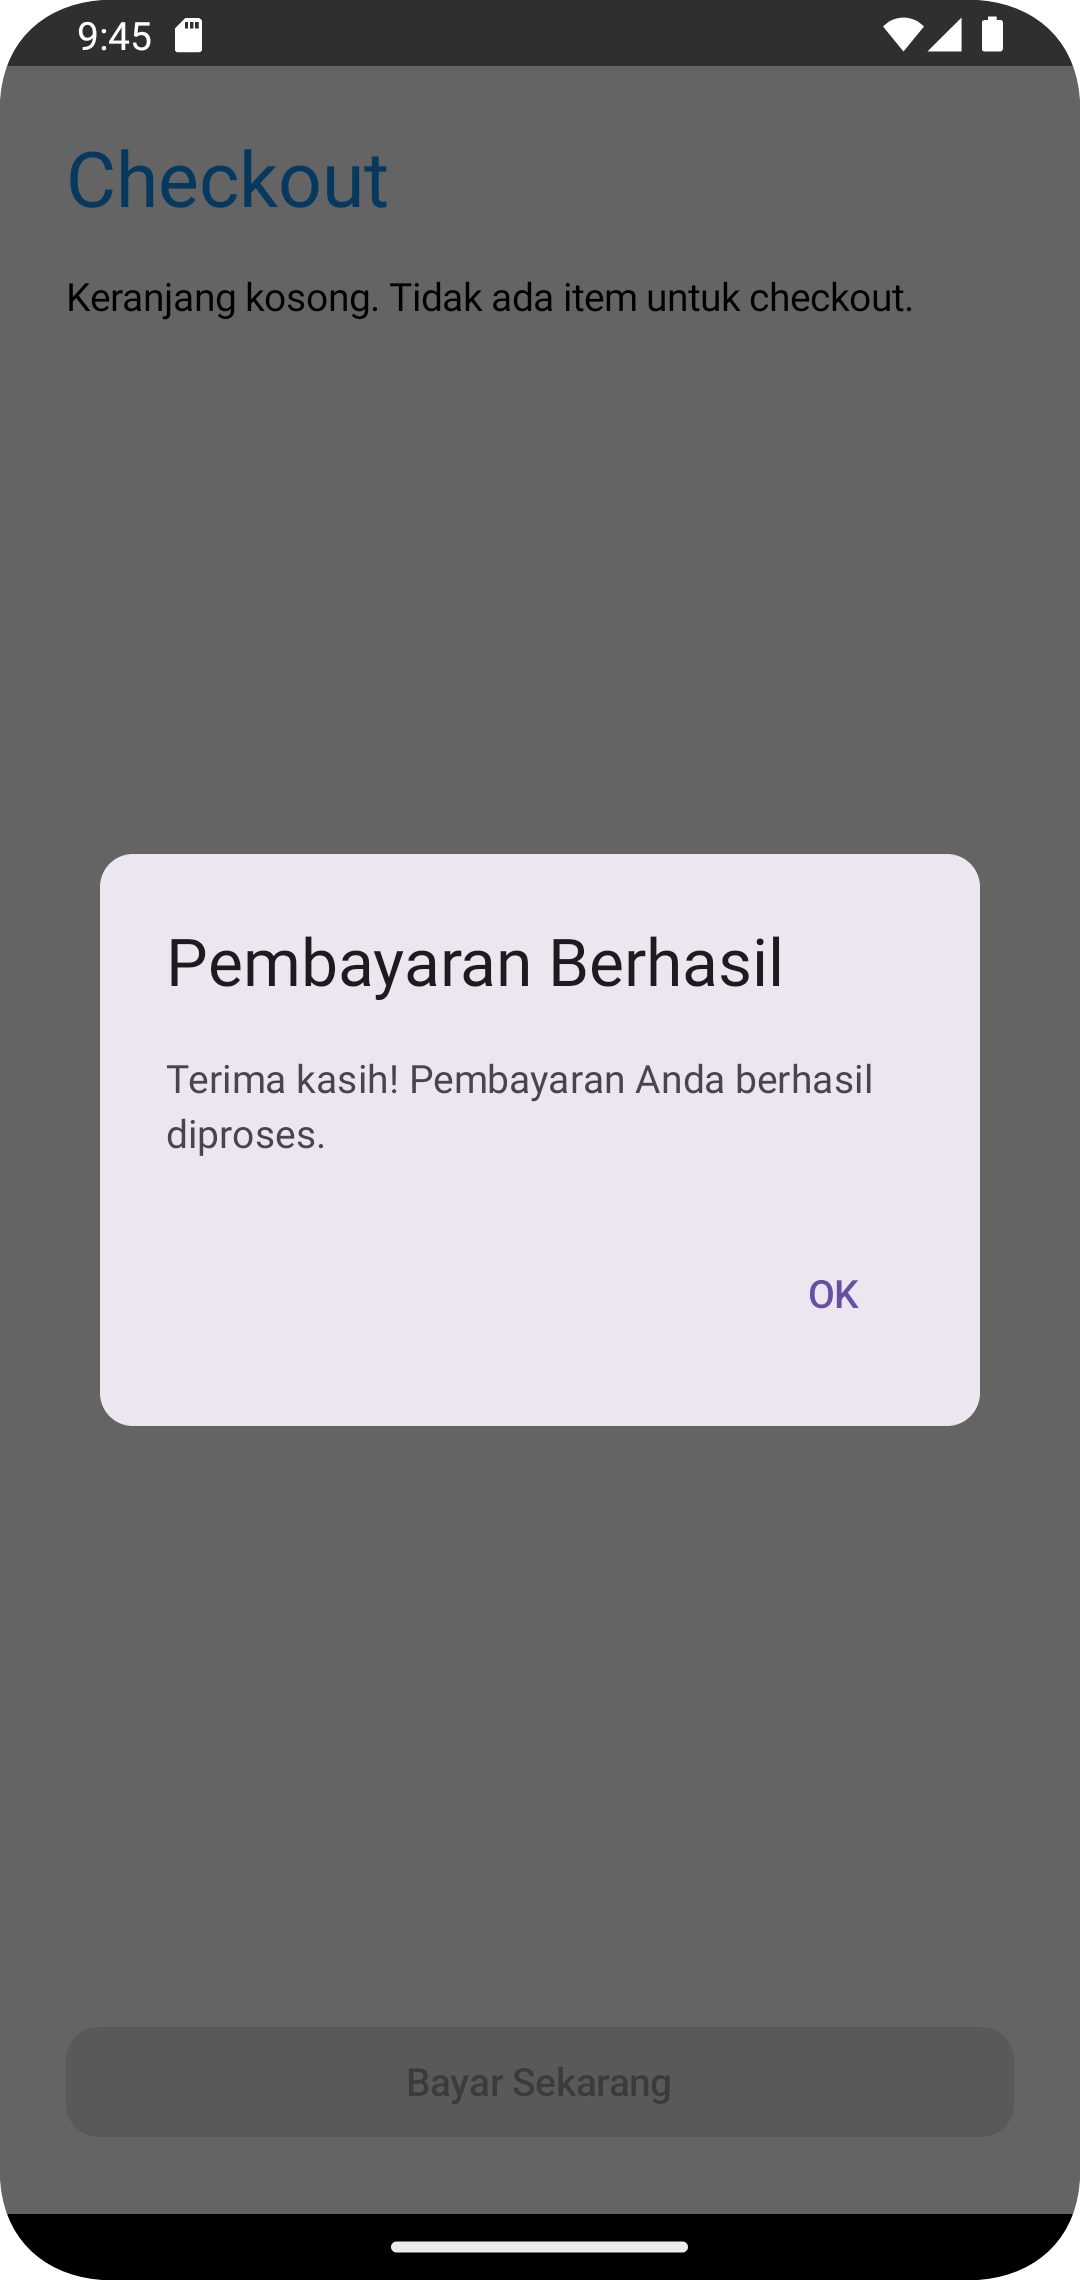 9:45
Checkout
Keranjang kosong. Tidak ada item untuk checkout.
Pembayaran Berhasil
Terima kasih! Pembayaran Anda berhasil
diproses.
OK
Bayar Sekarang